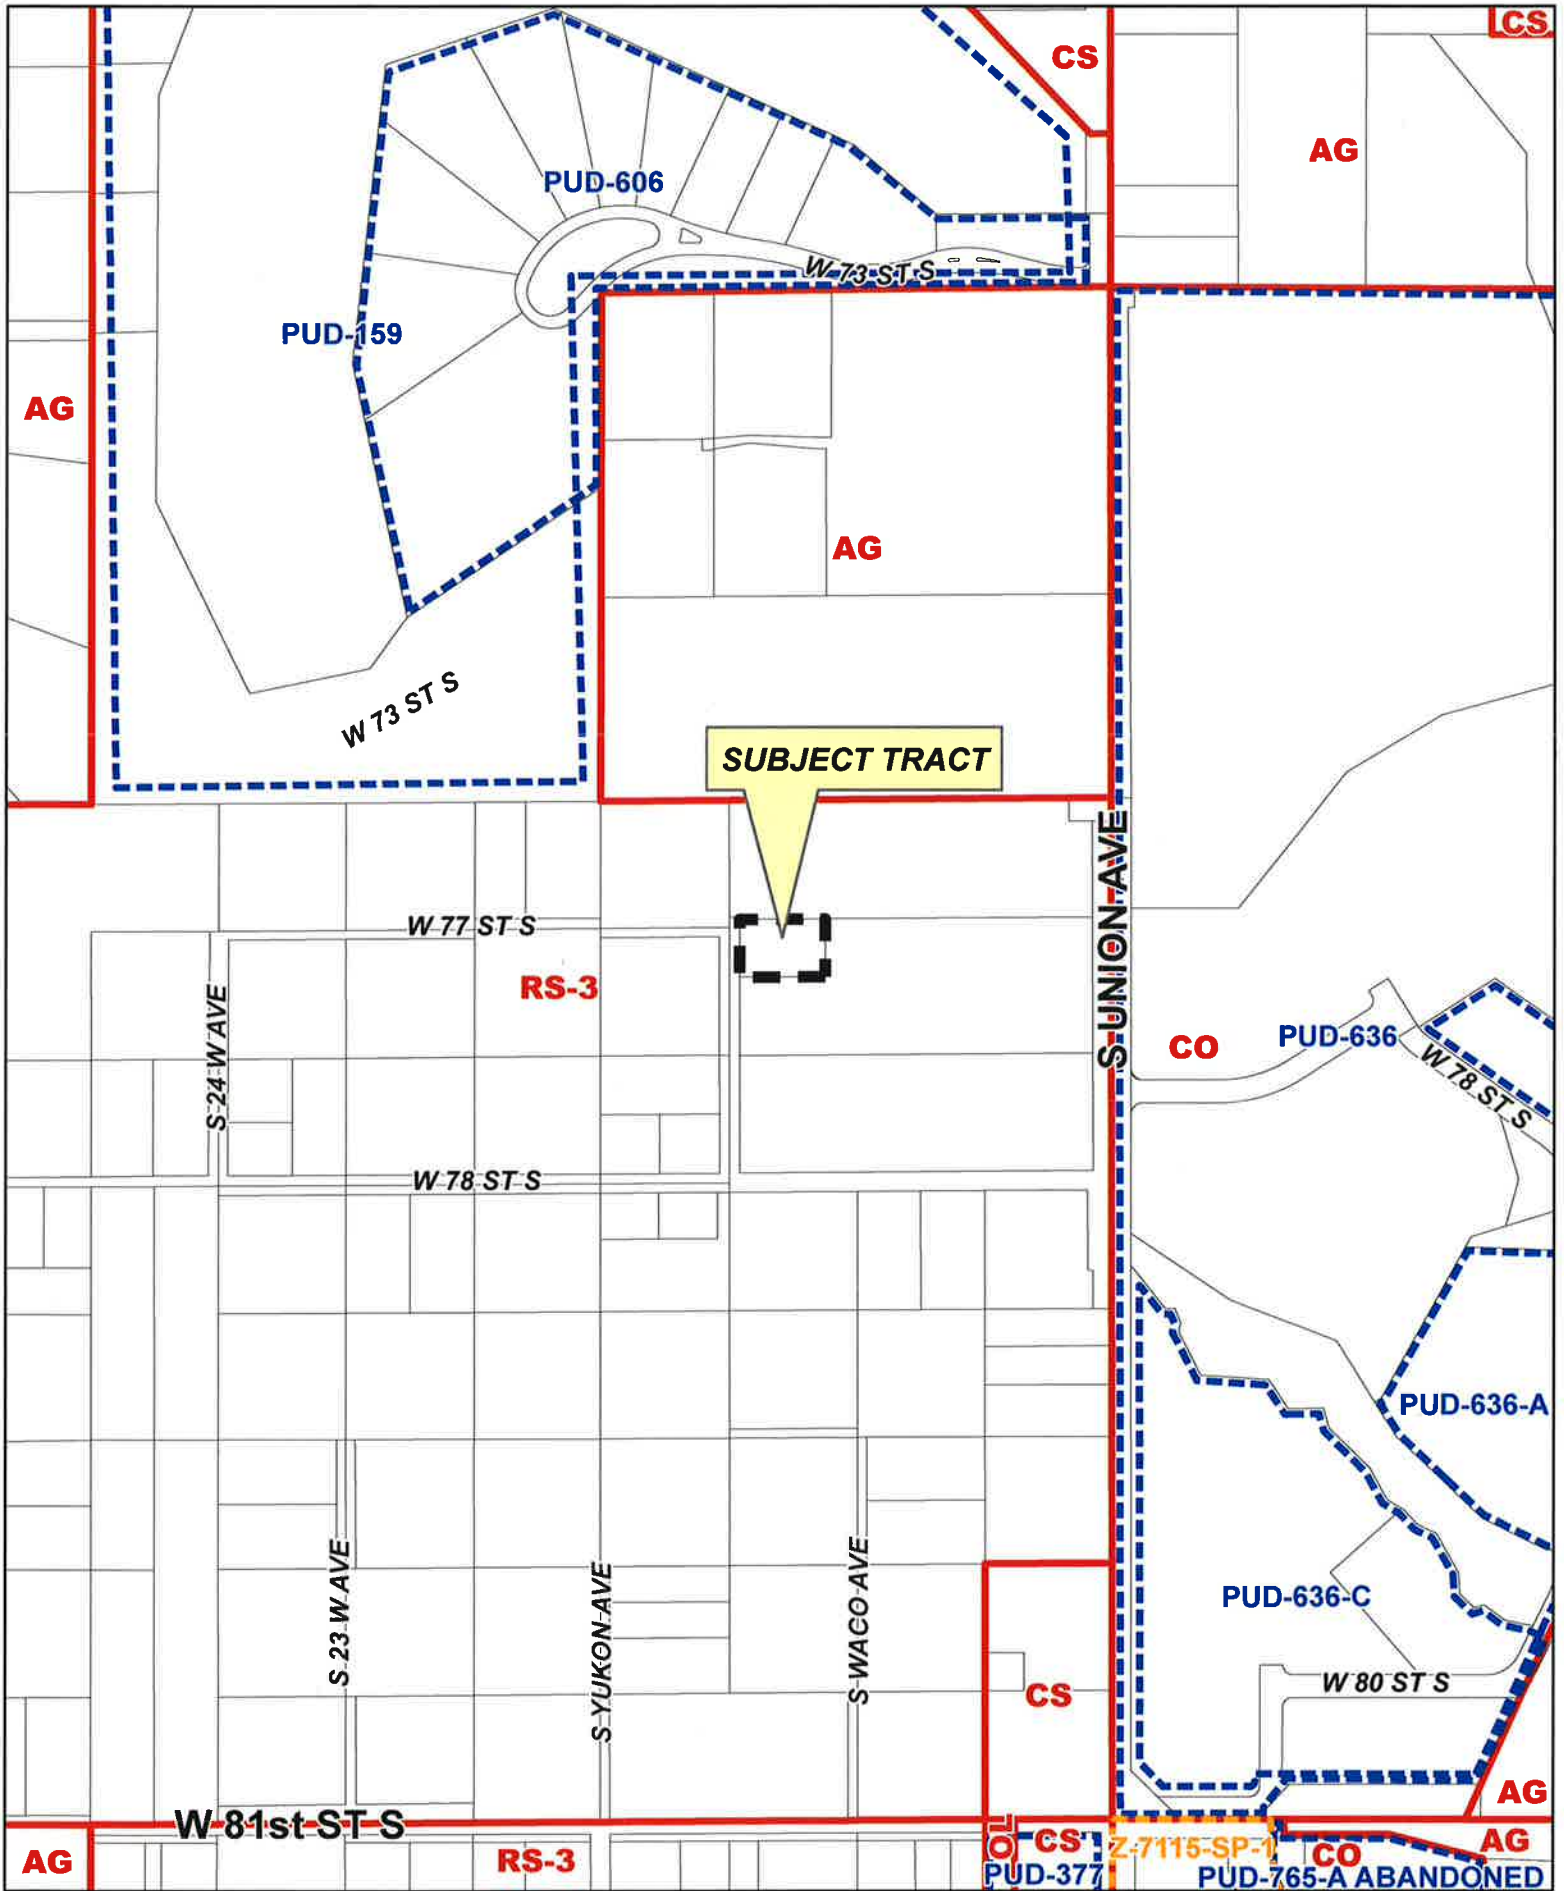 CS
CS
AG
PUD-606
W 73 ST S
PUD-159
AG
AG
W 73 ST S
SUBJECT TRACT
S UNION AVE
W 77 ST S
RS-3
S 24 W AVE
CO
PUD-636
W 78 ST S
W 78 ST S
PUD-636-A
S 23 W AVE
S YUKON AVE
S WACO AVE
PUD-636-C
W 80 ST S
CS
AG
W 81st ST S
AG
RS-3
OL
CS
PUD-377
Z-7115-SP-1
CO
AG
PUD-765-A ABANDONED